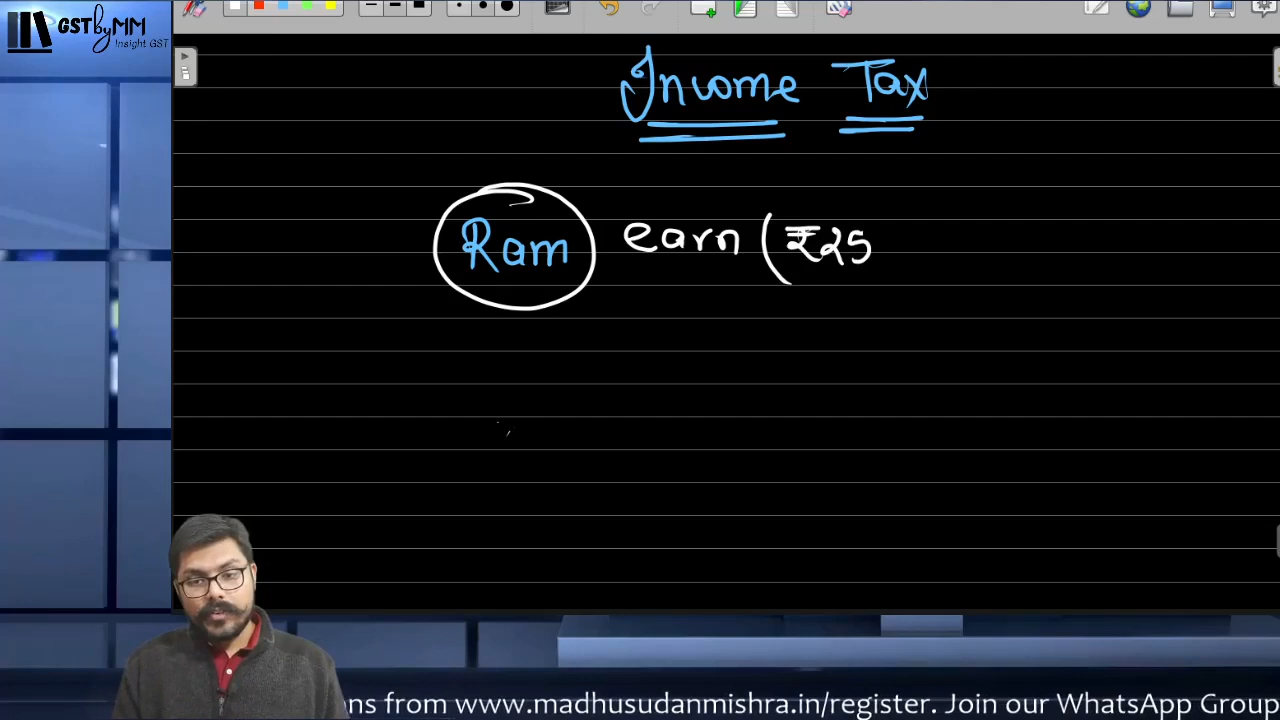 GSTbyMM
Insight GST
Income Tax
Ram earn (₹25
ns from www.madhusudanmishra.in/register. Join our WhatsApp Group